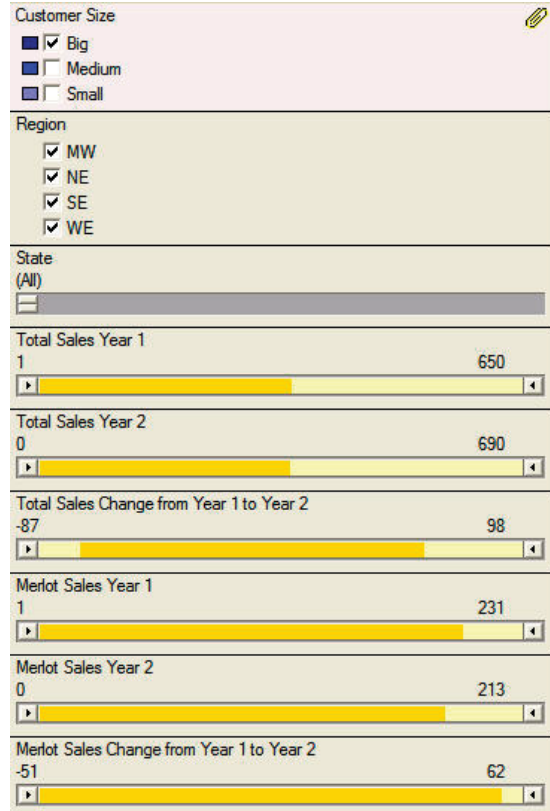 Customer Size
Big
Medium
Small
Region
MW
NE
SE
WE
State
(All)
Total Sales Year 1
1 650
Total Sales Year 2
0 690
Total Sales Change from Year 1 to Year 2
-87 98
Merlot Sales Year 1
1 231
Merlot Sales Year 2
0 213
Merlot Sales Change from Year 1 to Year 2
-51 62